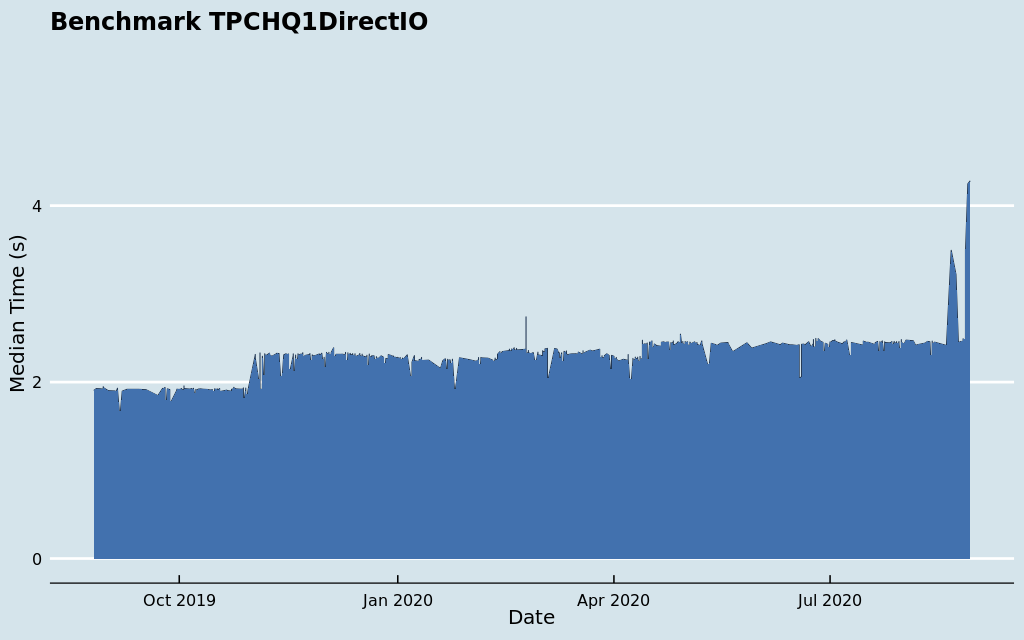 Benchmark TPCHQ1DirectIO
Median Time (s)
4
2
0
Oct 2019
Jan 2020
Apr 2020
Jul 2020
Date